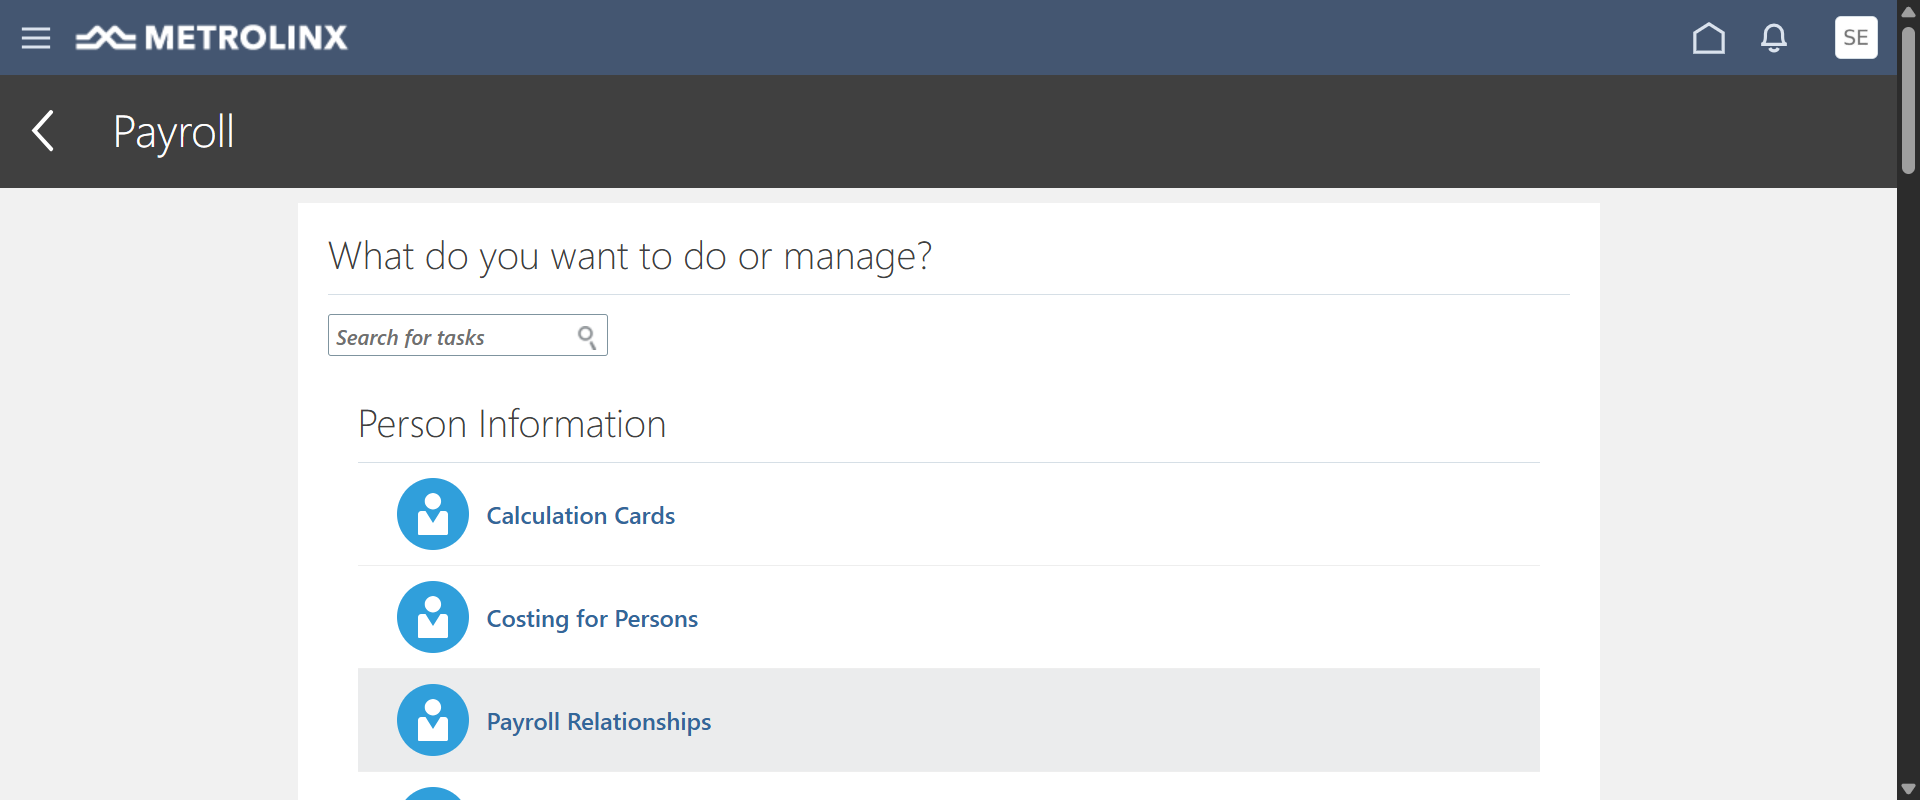 METROLINX
SE
Payroll
What do you want to do or manage?
Search for tasks
Person Information
Calculation Cards
Costing for Persons
Payroll Relationships